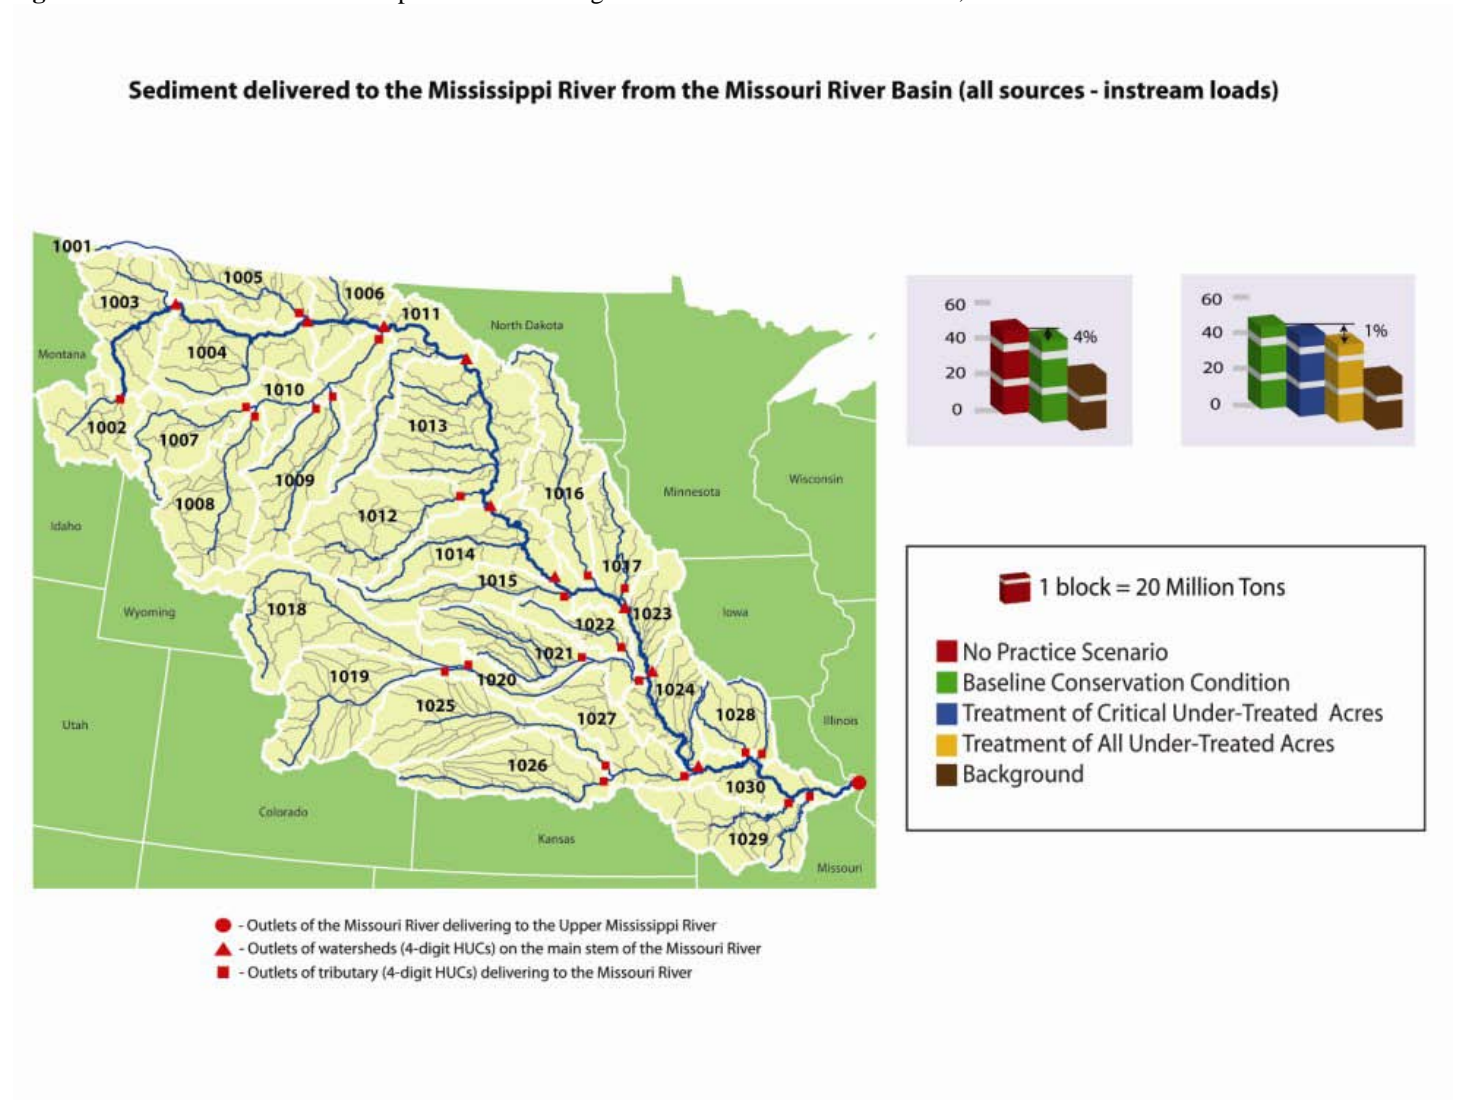 Sediment delivered to the Mississippi River from the Missouri River Basin (all sources - instream loads)
1001
1005
1006
1003
1011
North Dakota
Montana
1004
1010
1002
1007
1013
1009
1016
Minnesota
Wisconsin
1008
1012
Idaho
1014
1017
1015
Wyoming
1018
1022
1023
Iowa
1021
1019
1020
1024
1025
1027
1028
Utah
Illinois
1026
1030
Colorado
Kansas
1029
Missouri
60
40
20
0
4%
60
40
20
0
1%
1 block = 20 Million Tons
No Practice Scenario
Baseline Conservation Condition
Treatment of Critical Under-Treated Acres
Treatment of All Under-Treated Acres
Background
- Outlets of the Missouri River delivering to the Upper Mississippi River
- Outlets of watersheds (4-digit HUCs) on the main stem of the Missouri River
- Outlets of tributary (4-digit HUCs) delivering to the Missouri River